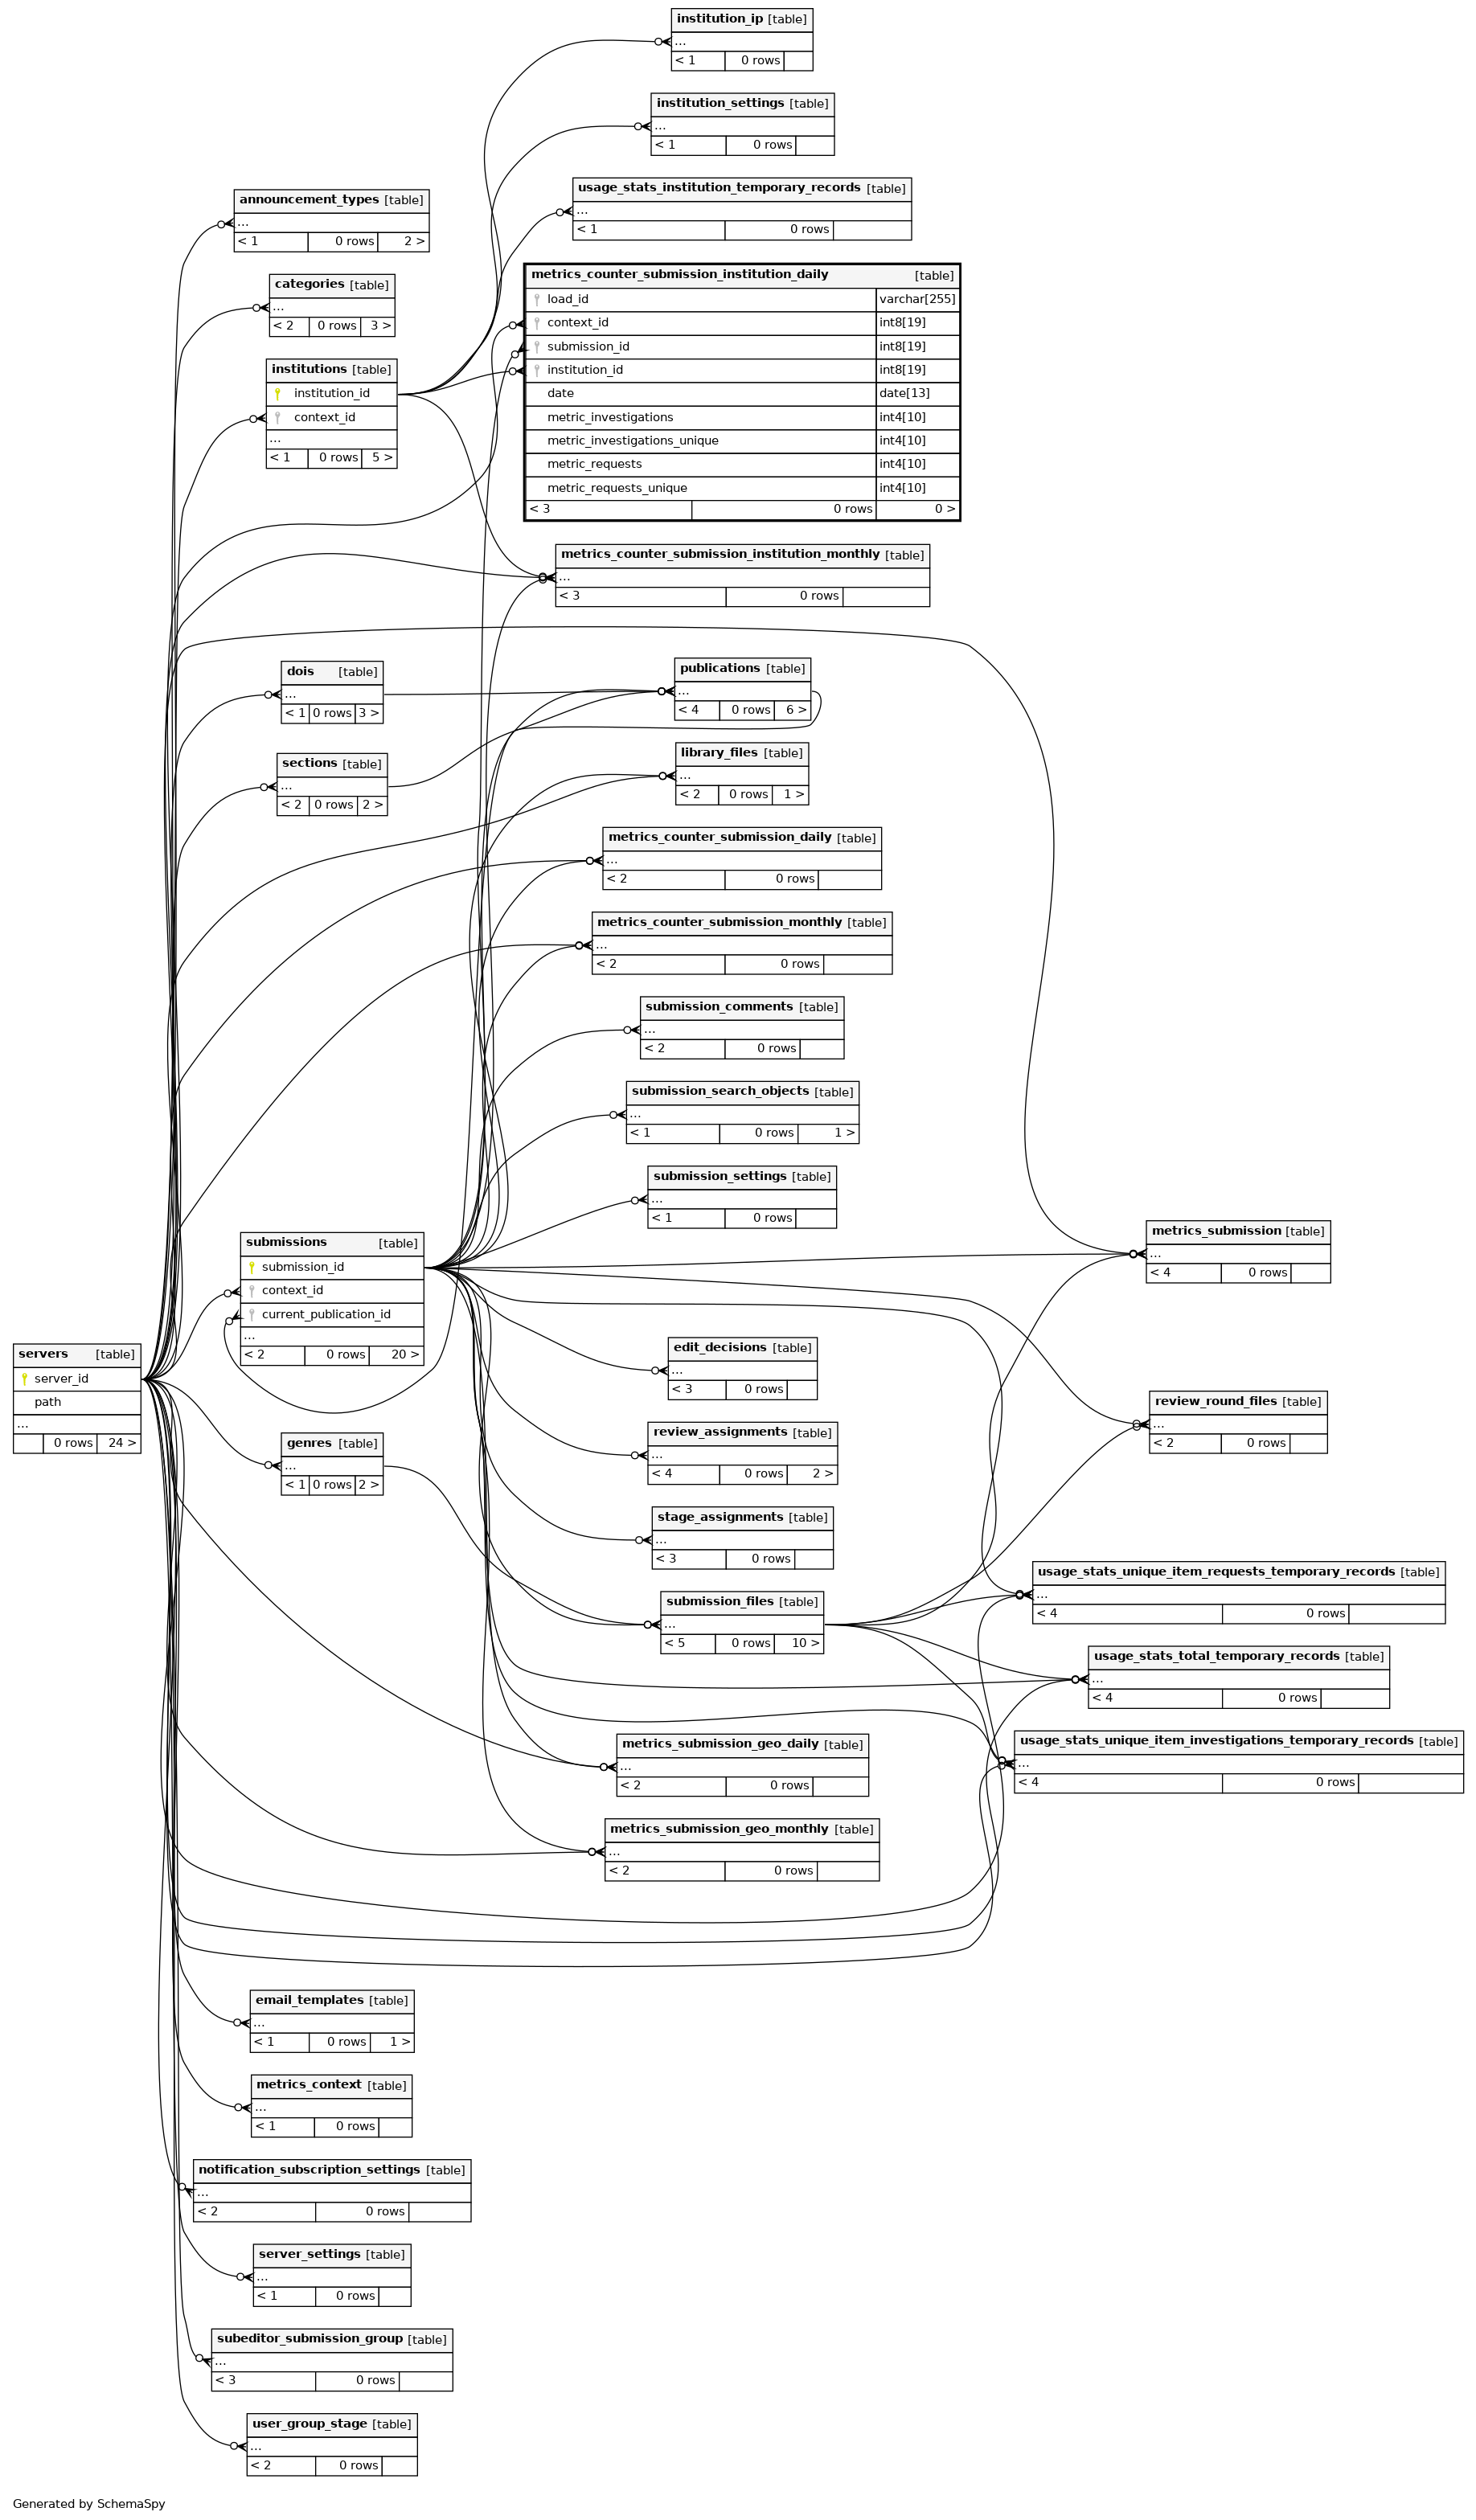 institution_ip [table]
...
< 1 0 rows
institution_settings [table]
...
< 1 0 rows
usage_stats_institution_temporary_records [table]
...
< 1 0 rows
announcement_types [table]
...
< 1 0 rows 2 >
metrics_counter_submission_institution_daily [table]
load_id varchar[255]
context_id int8[19]
submission_id int8[19]
institution_id int8[19]
date date[13]
metric_investigations int4[10]
metric_investigations_unique int4[10]
metric_requests int4[10]
metric_requests_unique int4[10]
< 3 0 rows 0 >
categories [table]
...
< 2 0 rows 3 >
institutions [table]
institution_id
context_id
...
< 1 0 rows 5 >
metrics_counter_submission_institution_monthly [table]
...
< 3 0 rows
dois [table]
...
< 1 0 rows 3 >
publications [table]
...
< 4 0 rows 6 >
sections [table]
...
< 2 0 rows 2 >
library_files [table]
...
< 2 0 rows 1 >
metrics_counter_submission_daily [table]
...
< 2 0 rows
metrics_counter_submission_monthly [table]
...
< 2 0 rows
submission_comments [table]
...
< 2 0 rows
submission_search_objects [table]
...
< 1 0 rows 1 >
submission_settings [table]
...
< 1 0 rows
metrics_submission [table]
...
< 4 0 rows
submissions [table]
submission_id
context_id
current_publication_id
...
< 2 0 rows 20 >
servers [table]
server_id
path
...
0 rows 24 >
edit_decisions [table]
...
< 3 0 rows
review_round_files [table]
...
< 2 0 rows
review_assignments [table]
...
< 4 0 rows 2 >
genres [table]
...
< 1 0 rows 2 >
stage_assignments [table]
...
< 3 0 rows
usage_stats_unique_item_requests_temporary_records [table]
...
< 4 0 rows
submission_files [table]
...
< 5 0 rows 10 >
usage_stats_total_temporary_records [table]
...
< 4 0 rows
usage_stats_unique_item_investigations_temporary_records [table]
...
< 4 0 rows
metrics_submission_geo_daily [table]
...
< 2 0 rows
metrics_submission_geo_monthly [table]
...
< 2 0 rows
email_templates [table]
...
< 1 0 rows 1 >
metrics_context [table]
...
< 1 0 rows
notification_subscription_settings [table]
...
< 2 0 rows
server_settings [table]
...
< 1 0 rows
subeditor_submission_group [table]
...
< 3 0 rows
user_group_stage [table]
...
< 2 0 rows
Generated by SchemaSpy